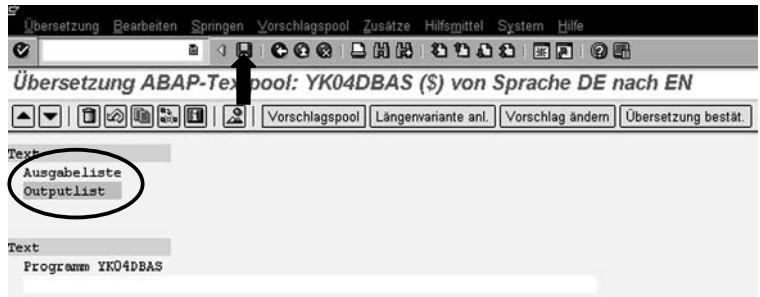 Übersetzung Bearbeiten Springen Vorschlagspool Zusätze Hilfsmittel System Hilfe
Übersetzung ABAP-Textpool: YK04DBAS ($) von Sprache DE nach EN
Vorschlagspool Längenvariante anl. Vorschlag ändern Übersetzung bestät.
Text
Ausgabeliste
Outputlist
Text
Programm YK04DBAS